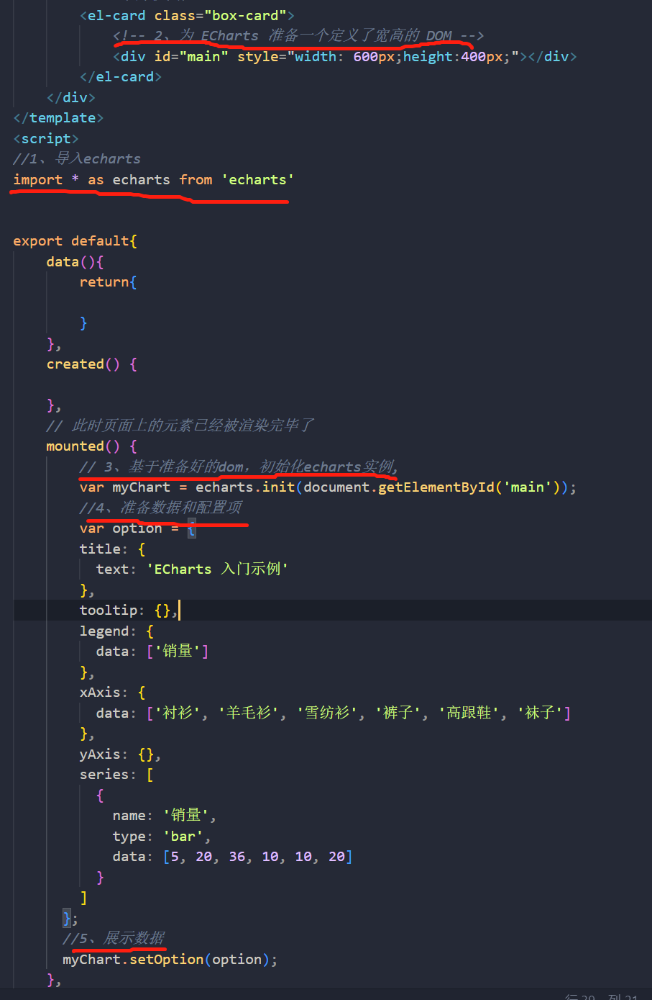 <el-card class="box-card">
<!-- 2、为 ECharts 准备一个定义了宽高的 DOM -->
<div id="main" style="width: 600px;height:400px;"></div>
</el-card>
</div>
</template>
<script>
//1、导入echarts
import * as echarts from 'echarts'
export default{
data(){
return{
}
},
created() {
},
// 此时页面上的元素已经被渲染完毕了
mounted() {
// 3、基于准备好的dom，初始化echarts实例,
var myChart = echarts.init(document.getElementById('main'));
//4、准备数据和配置项
var option = {
title: {
text: 'ECharts 入门示例'
},
tooltip: {},
legend: {
data: ['销量']
},
xAxis: {
data: ['衬衫', '羊毛衫', '雪纺衫', '裤子', '高跟鞋', '袜子']
},
yAxis: {},
series: [
{
name: '销量',
type: 'bar',
data: [5, 20, 36, 10, 10, 20]
}
]
};
//5、展示数据
myChart.setOption(option);
},